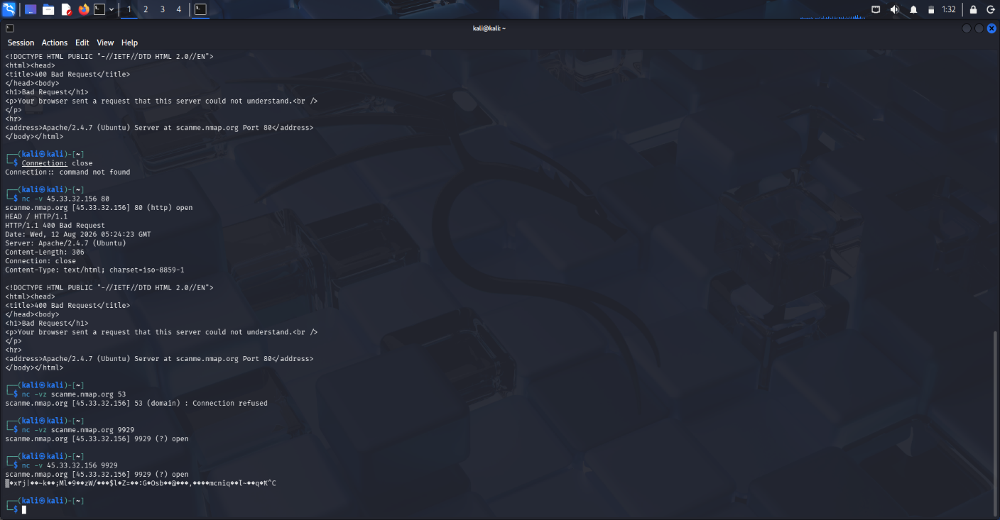 1 2 3 4
1:32
kali@kali: ~
Session Actions Edit View Help
<!DOCTYPE HTML PUBLIC "-//IETF//DTD HTML 2.0//EN">
<html><head>
<title>400 Bad Request</title>
</head><body>
<h1>Bad Request</h1>
<p>Your browser sent a request that this server could not understand.<br />
</p>
<hr>
<address>Apache/2.4.7 (Ubuntu) Server at scanme.nmap.org Port 80</address>
</body></html>
┌──(kali㉿kali)-[~]
└─$ Connection: close
Connection:: command not found
┌──(kali㉿kali)-[~]
└─$ nc -v 45.33.32.156 80
scanme.nmap.org [45.33.32.156] 80 (http) open
HEAD / HTTP/1.1
HTTP/1.1 400 Bad Request
Date: Wed, 12 Aug 2026 05:24:23 GMT
Server: Apache/2.4.7 (Ubuntu)
Content-Length: 306
Connection: close
Content-Type: text/html; charset=iso-8859-1
<!DOCTYPE HTML PUBLIC "-//IETF//DTD HTML 2.0//EN">
<html><head>
<title>400 Bad Request</title>
</head><body>
<h1>Bad Request</h1>
<p>Your browser sent a request that this server could not understand.<br />
</p>
<hr>
<address>Apache/2.4.7 (Ubuntu) Server at scanme.nmap.org Port 80</address>
</body></html>
┌──(kali㉿kali)-[~]
└─$ nc -vz scanme.nmap.org 53
scanme.nmap.org [45.33.32.156] 53 (domain) : Connection refused
┌──(kali㉿kali)-[~]
└─$ nc -vz scanme.nmap.org 9929
scanme.nmap.org [45.33.32.156] 9929 (?) open
┌──(kali㉿kali)-[~]
└─$ nc -v 45.33.32.156 9929
scanme.nmap.org [45.33.32.156] 9929 (?) open
^C
┌──(kali㉿kali)-[~]
└─$